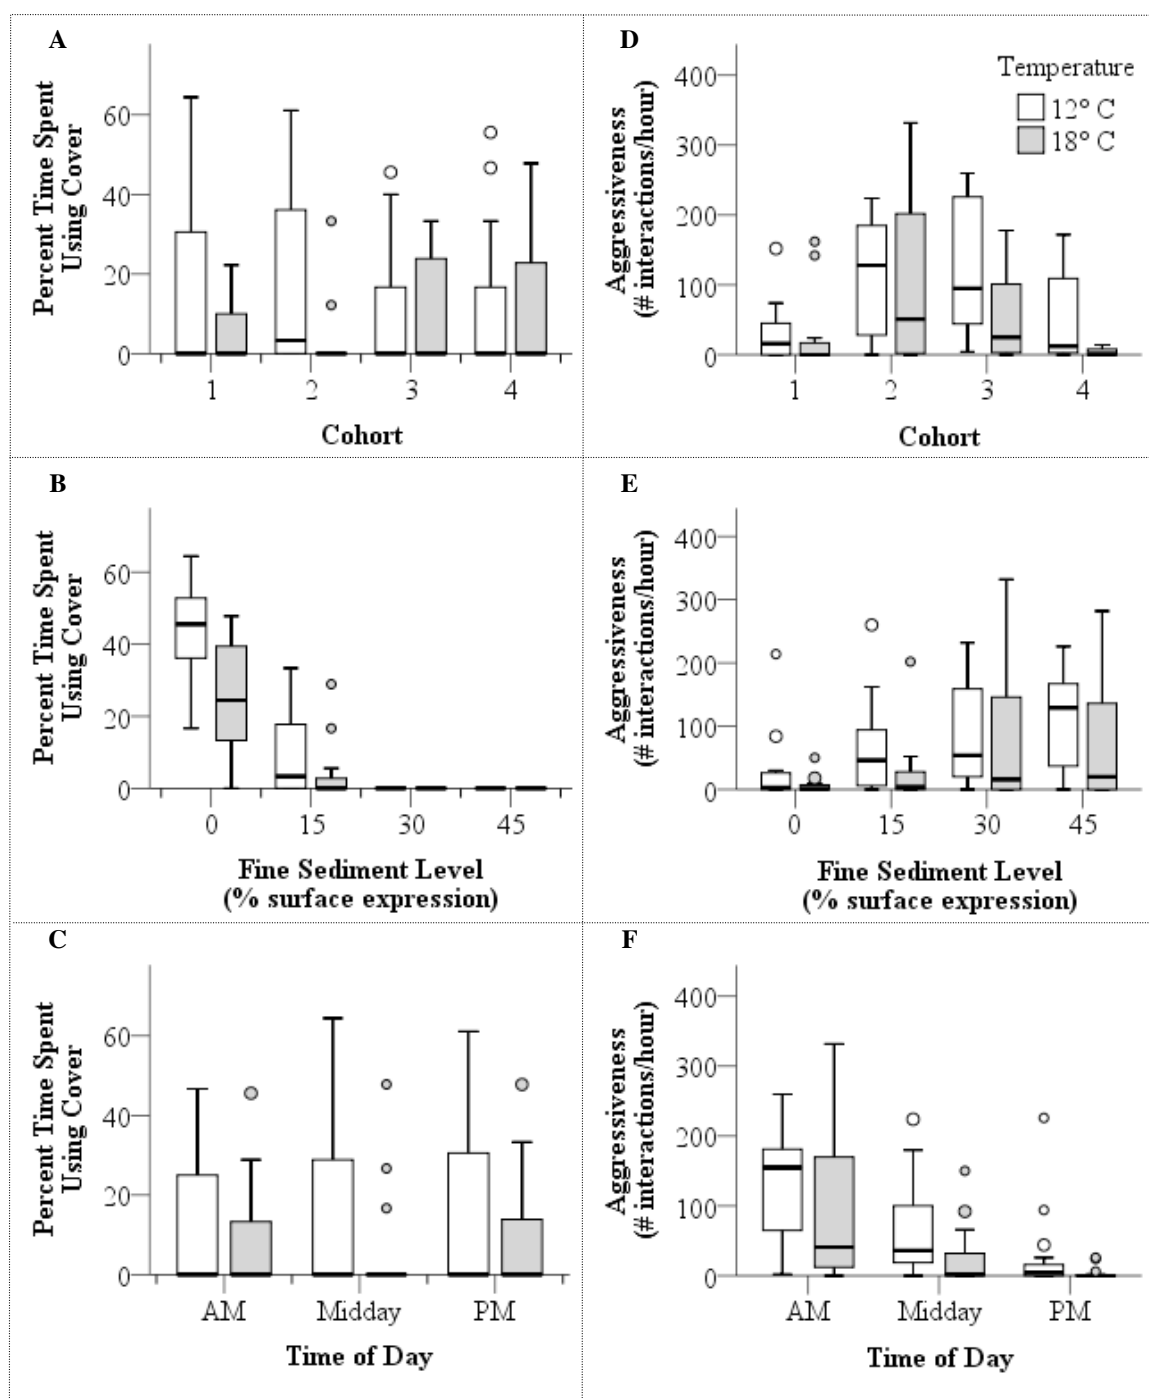 A
Percent Time Spent
Using Cover
60
40
20
0
1 2 3 4
Cohort
D
Aggressiveness
(# interactions/hour)
400
300
200
100
0
Temperature
12° C
18° C
1 2 3 4
Cohort
B
Percent Time Spent
Using Cover
60
40
20
0
0 15 30 45
Fine Sediment Level
(% surface expression)
E
Aggressiveness
(# interactions/hour)
400
300
200
100
0
0 15 30 45
Fine Sediment Level
(% surface expression)
C
Percent Time Spent
Using Cover
60
40
20
0
AM Midday PM
Time of Day
F
Aggressiveness
(# interactions/hour)
400
300
200
100
0
AM Midday PM
Time of Day